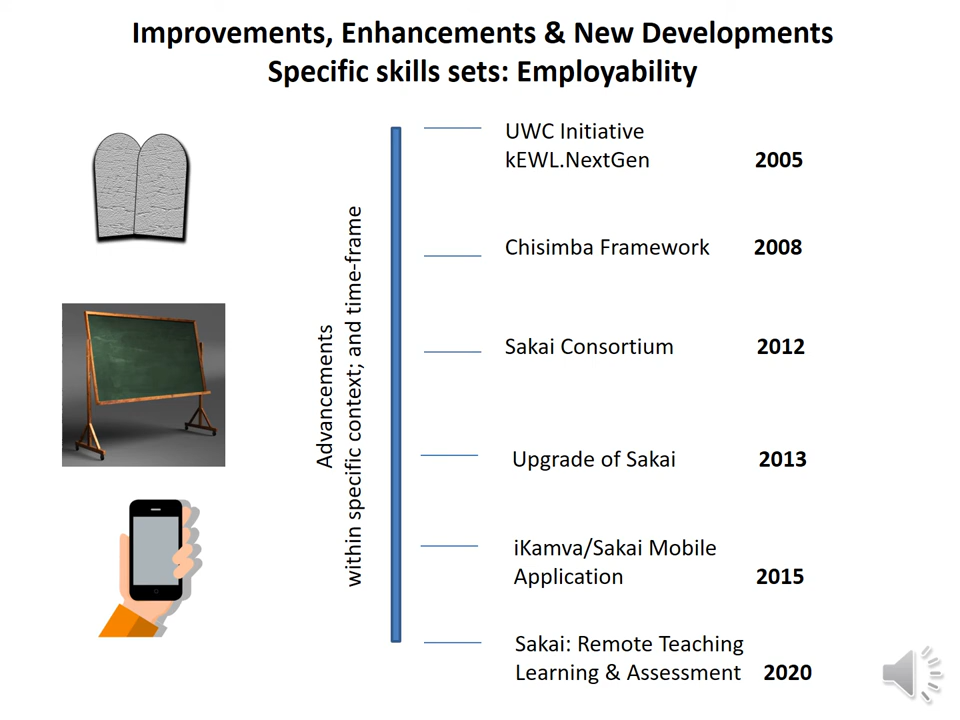 Improvements, Enhancements & New Developments
Specific skills sets: Employability
Advancements
within specific context; and time-frame
UWC Initiative
kEWL.NextGen 2005
Chisimba Framework 2008
Sakai Consortium 2012
Upgrade of Sakai 2013
iKamva/Sakai Mobile
Application 2015
Sakai: Remote Teaching
Learning & Assessment 2020